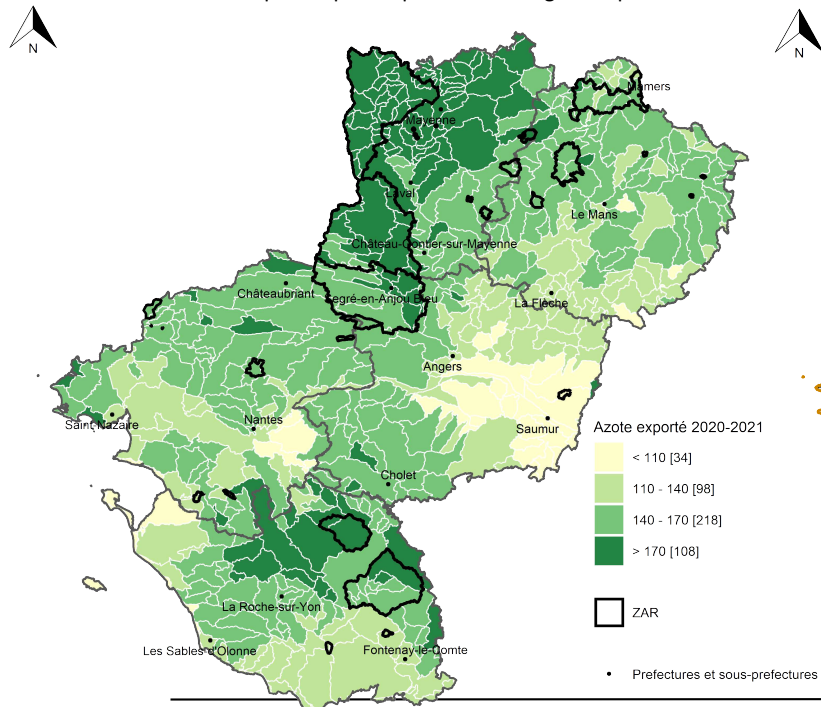 N
N
Mamers
Mayenne
Laval
Le Mans
Château-Gontier-sur-Mayenne
Châteaubriant
Segré-en-Anjou Bleu
La Flèche
Angers
Saint-Nazaire
Nantes
Saumur
Cholet
La Roche-sur-Yon
Les Sables-d'Olonne
Fontenay-le-Comte
Azote exporté 2020-2021
< 110 [34]
110 - 140 [98]
140 - 170 [218]
> 170 [108]
ZAR
Prefectures et sous-prefectures